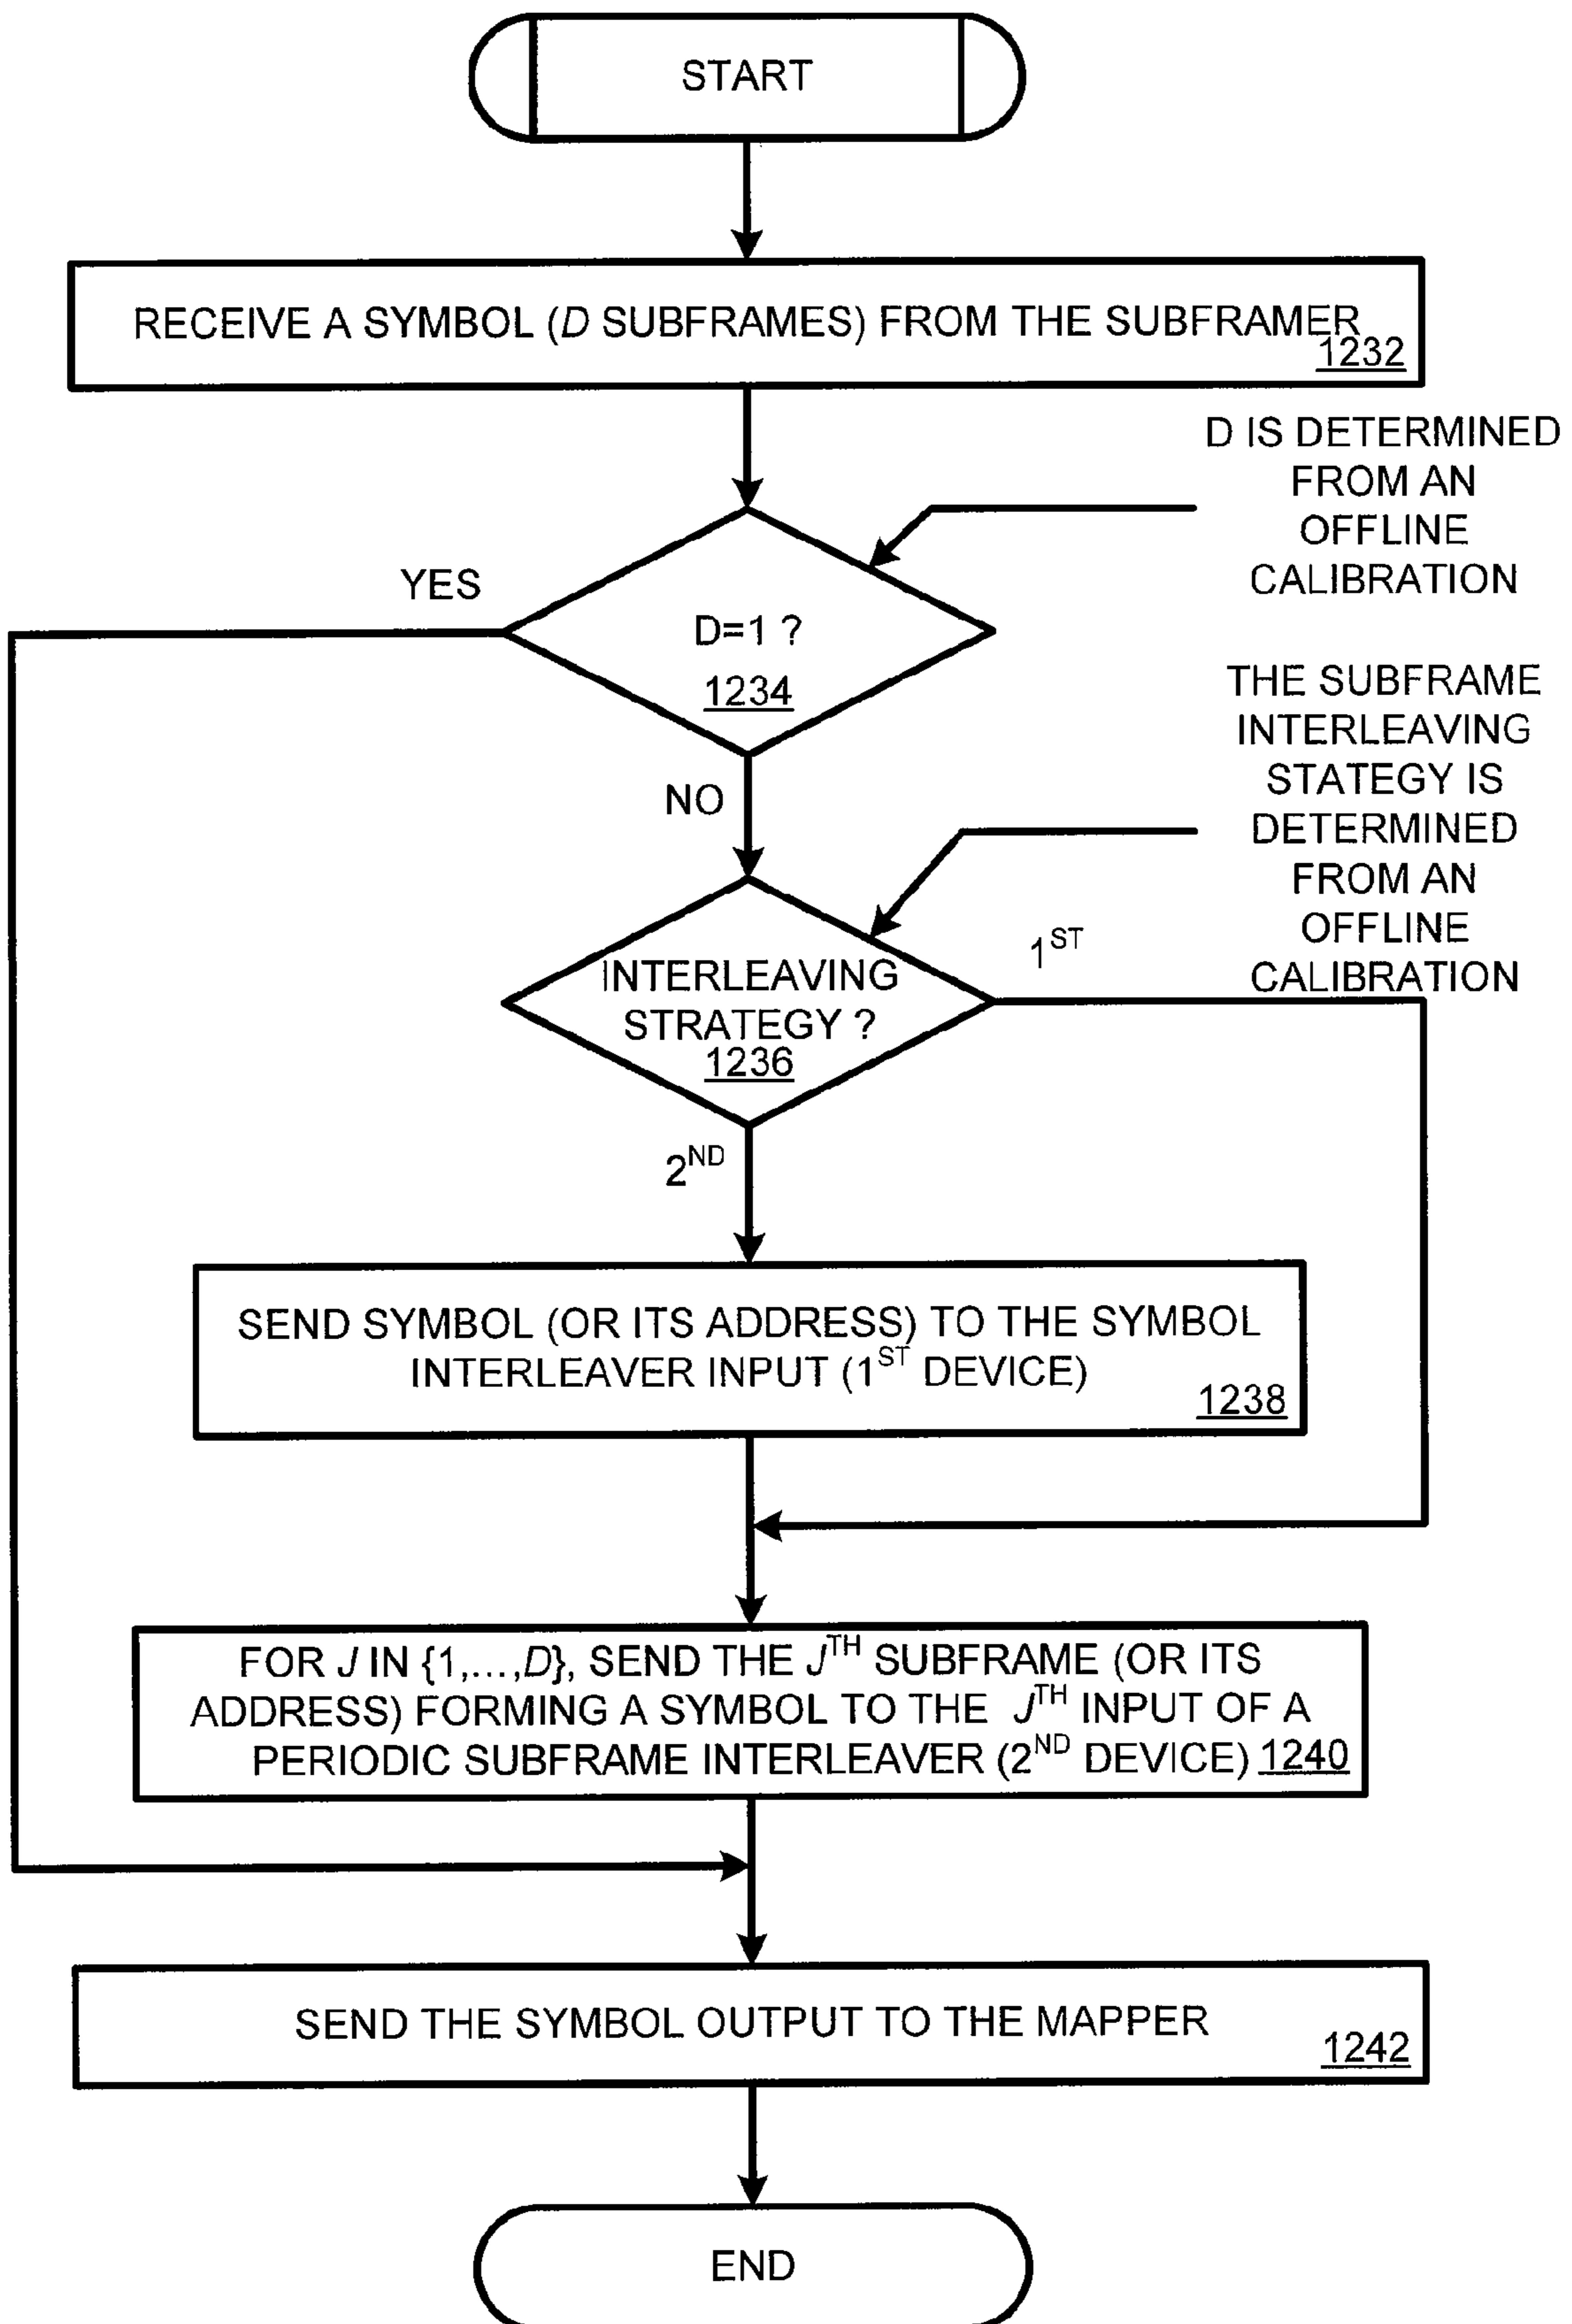 START
RECEIVE A SYMBOL (D SUBFRAMES) FROM THE SUBFRAMER
1232
D IS DETERMINED
FROM AN
OFFLINE
CALIBRATION
YES
D=1 ?
1234
THE SUBFRAME
INTERLEAVING
STATEGY IS
DETERMINED
FROM AN
OFFLINE
CALIBRATION
NO
1ST
INTERLEAVING
STRATEGY ?
1236
2ND
SEND SYMBOL (OR ITS ADDRESS) TO THE SYMBOL
INTERLEAVER INPUT (1ST DEVICE)
1238
FOR J IN {1,...,D}, SEND THE JTH SUBFRAME (OR ITS
ADDRESS) FORMING A SYMBOL TO THE JTH INPUT OF A
PERIODIC SUBFRAME INTERLEAVER (2ND DEVICE) 1240
SEND THE SYMBOL OUTPUT TO THE MAPPER
1242
END